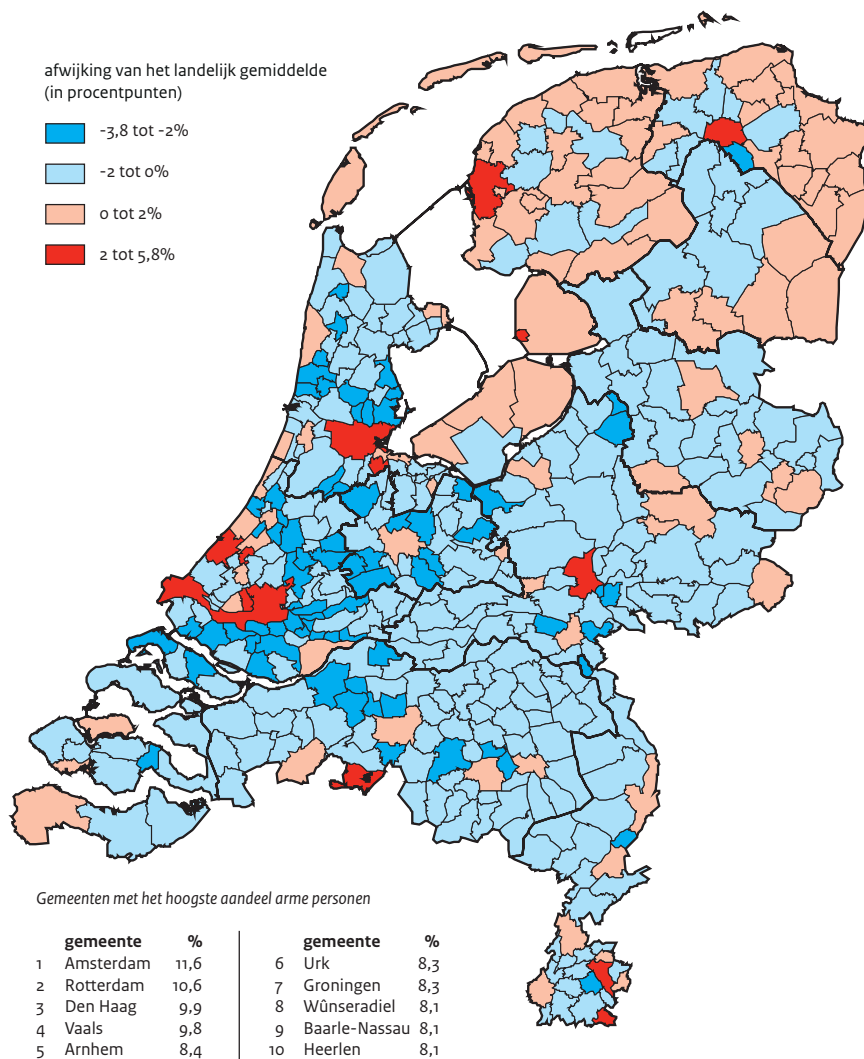 afwijking van het landelijk gemiddelde
(in procentpunten)
-3,8 tot -2%
-2 tot 0%
0 tot 2%
2 tot 5,8%
Gemeenten met het hoogste aandeel arme personen
gemeente %
1 Amsterdam 11,6
2 Rotterdam 10,6
3 Den Haag 9,9
4 Vaals 9,8
5 Arnhem 8,4
gemeente %
6 Urk 8,3
7 Groningen 8,3
8 Wûnseradiel 8,1
9 Baarle-Nassau 8,1
10 Heerlen 8,1